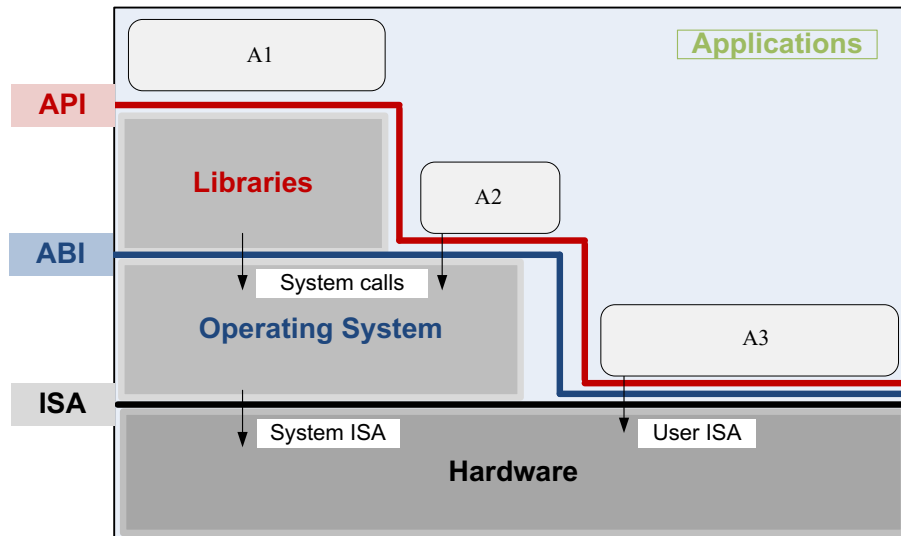 A1
Applications
API
Libraries
A2
ABI
System calls
Operating System
A3
ISA
System ISA
User ISA
Hardware